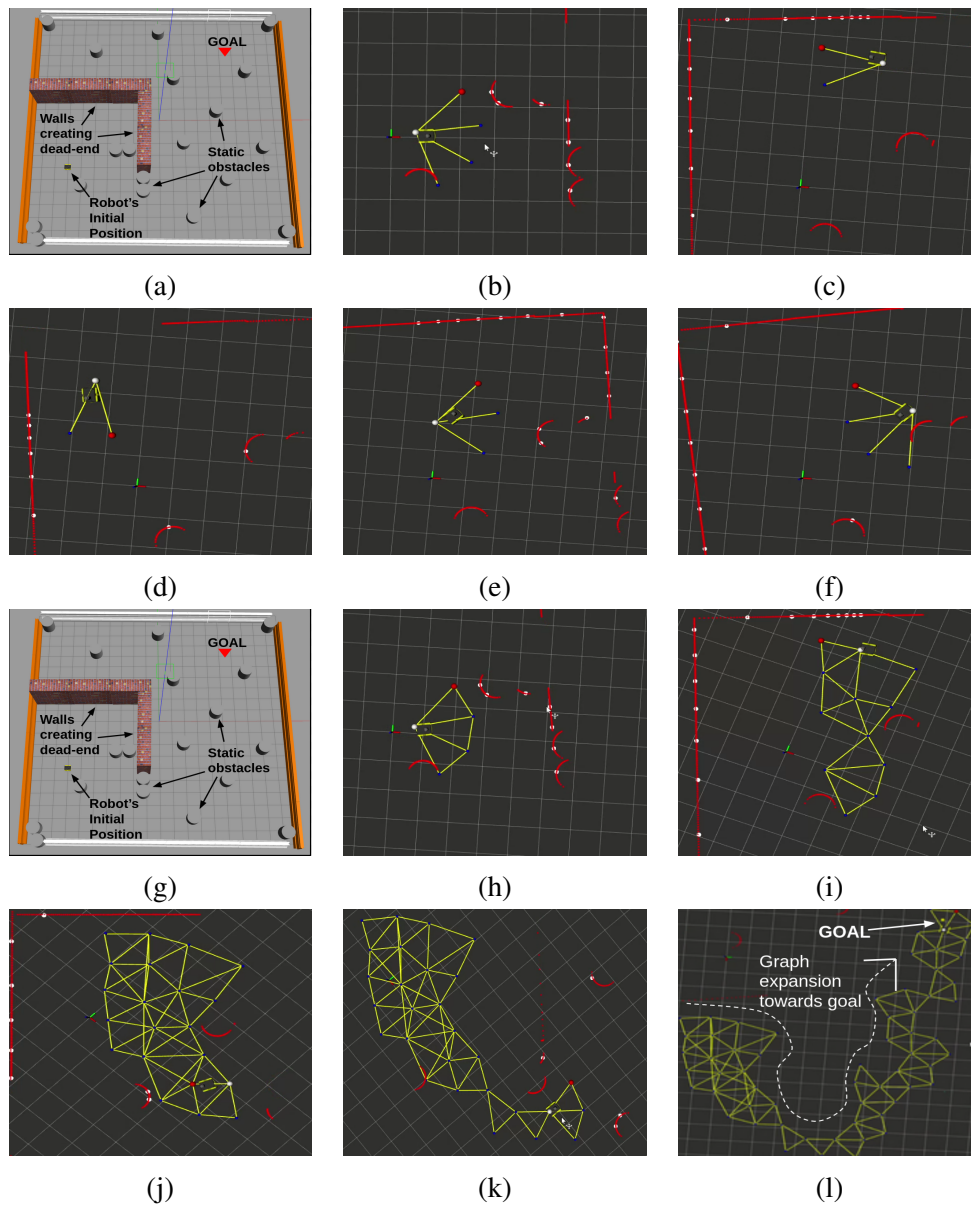 GOAL
Walls
creating
dead-end
Static
obstacles
Robot's
Initial
Position
(a)
(b)
(c)
(d)
(e)
(f)
GOAL
Walls
creating
dead-end
Static
obstacles
Robot's
Initial
Position
(g)
(h)
(i)
GOAL
Graph
expansion
towards goal
(j)
(k)
(l)